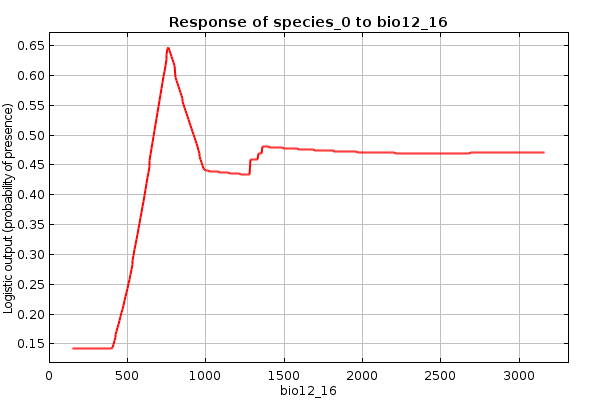 Response of species_0 to bio12_16
Logistic output (probability of presence)
0.65
0.60
0.55
0.50
0.45
0.40
0.35
0.30
0.25
0.20
0.15
0 500 1000 1500 2000 2500 3000
bio12_16